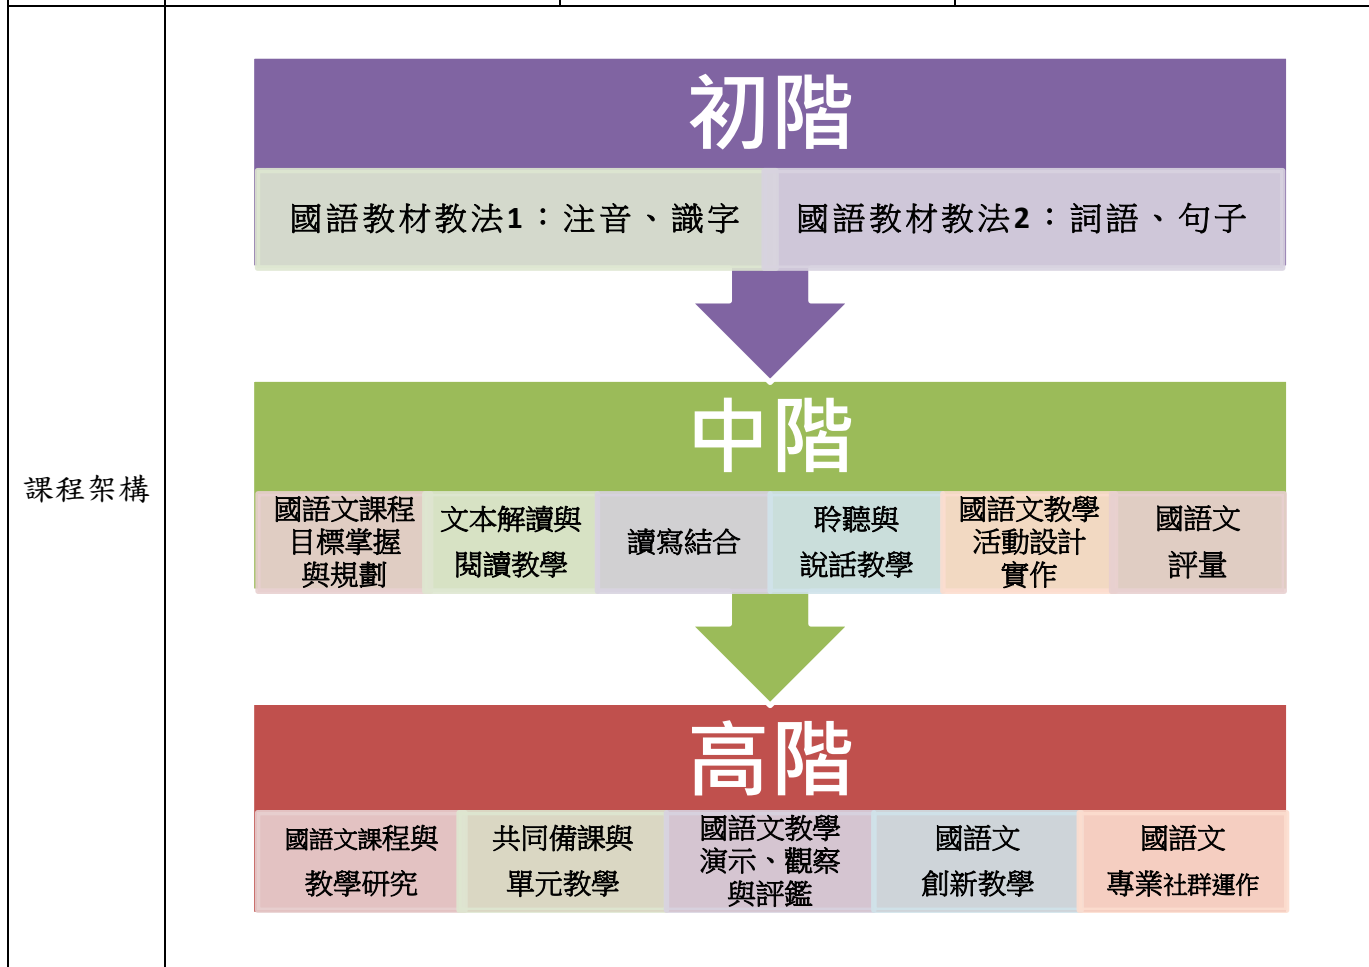 課程架構
初階
國語教材教法1：注音、識字
國語教材教法2：詞語、句子
中階
國語文課程
目標掌握
與規劃
文本解讀與
閱讀教學
讀寫結合
聆聽與
說話教學
國語文教學
活動設計
實作
國語文
評量
高階
國語文課程與
教學研究
共同備課與
單元教學
國語文教學
演示、觀察
與評鑑
國語文
創新教學
國語文
專業社群運作